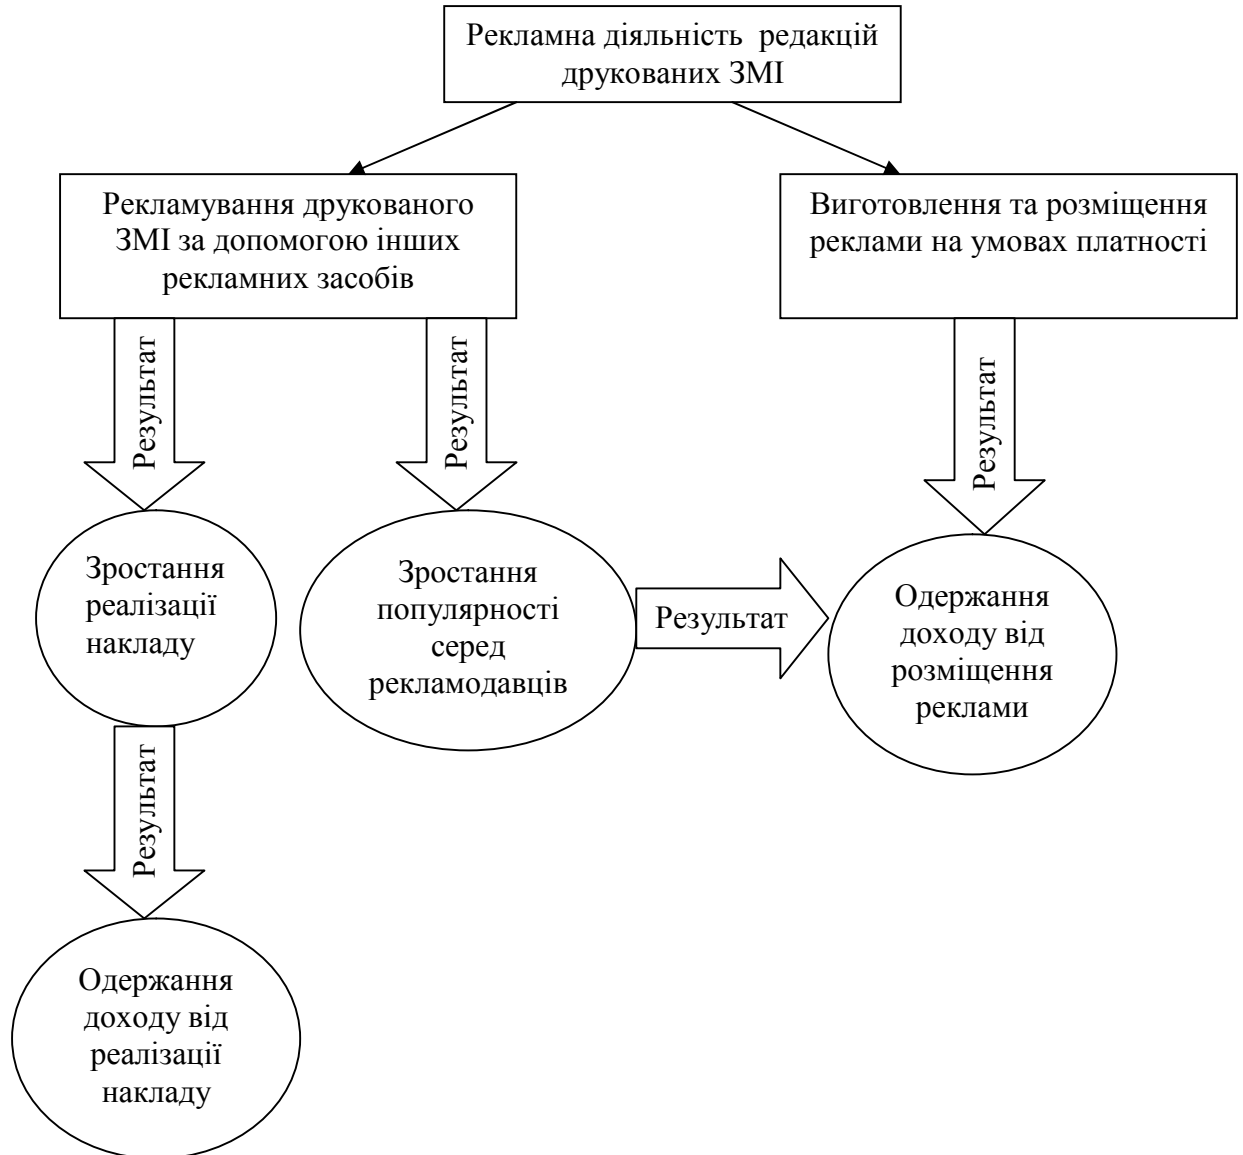 Рекламна діяльність редакцій
друкованих ЗМІ
Рекламування друкованого
ЗМІ за допомогою інших
рекламних засобів
Виготовлення та розміщення
реклами на умовах платності
Результат
Результат
Результат
Зростання
реалізації
накладу
Зростання
популярності
серед
рекламодавців
Результат
Одержання
доходу від
розміщення
реклами
Результат
Одержання
доходу від
реалізації
накладу